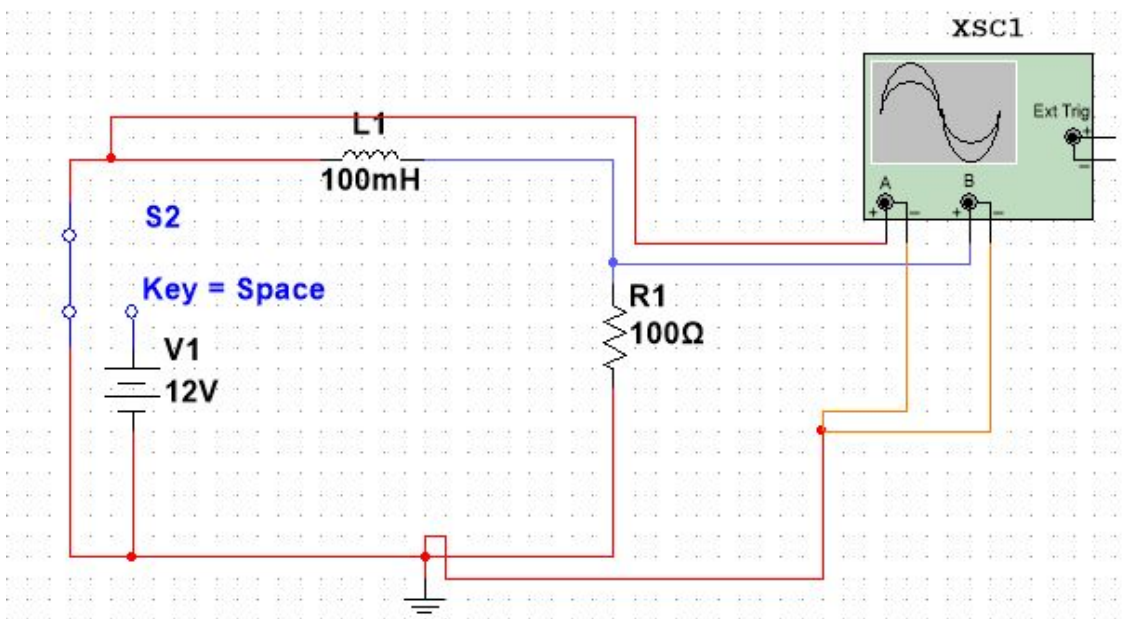 XSC1
Ext Trig
+
−
A
B
+
−
+
−
L1
100mH
S2
Key = Space
V1
12V
R1
100Ω